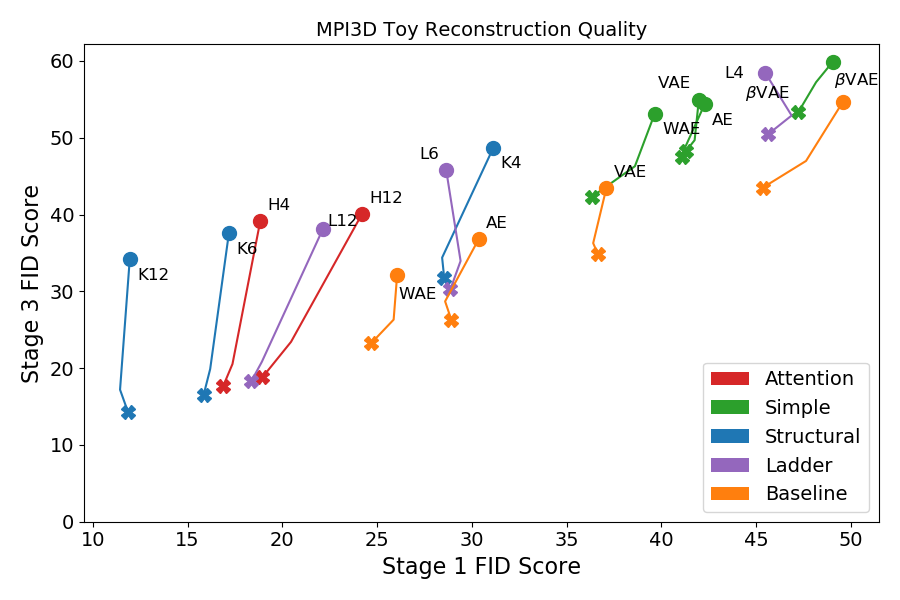 MPI3D Toy Reconstruction Quality
Stage 3 FID Score
60
50
40
30
20
10
0
L4
VAE
βVAE
βVAE
AE
WAE
L6
K4
VAE
H4
H12
L12
AE
K6
K12
WAE
Attention
Simple
Structural
Ladder
Baseline
10 15 20 25 30 35 40 45 50
Stage 1 FID Score